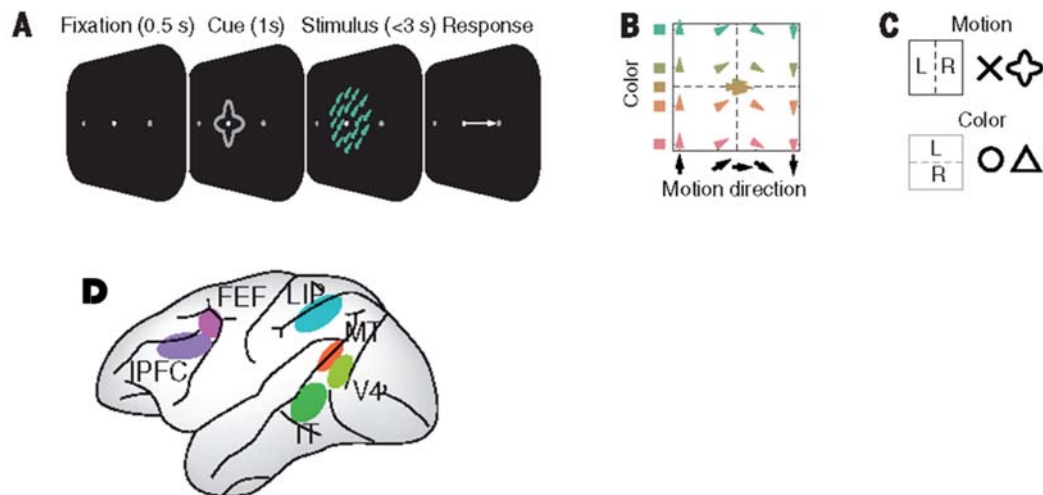 A
Fixation (0.5 s) Cue (1s) Stimulus (<3 s) Response
B
Color
Motion direction
C
Motion
L R
Color
L
R
D
FEF
LIP
MT
lPFC
V4
IT